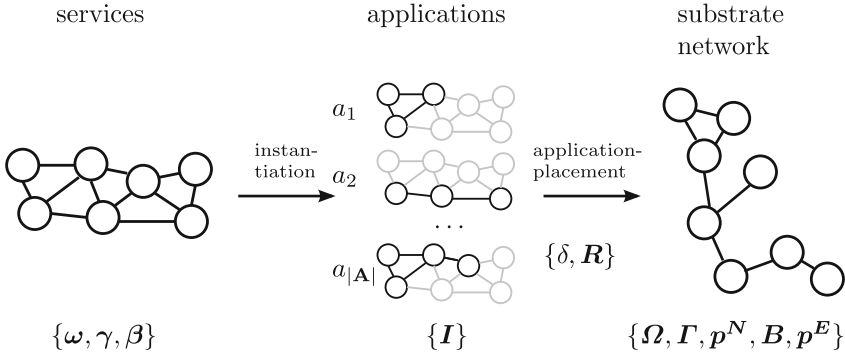 services
applications
substrate
network
instan-
tiation
a₁
a₂
...
a|A|
application-
placement
{δ, R}
{ω, γ, β}
{I}
{Ω, Γ, pᴺ, B, pᴱ}